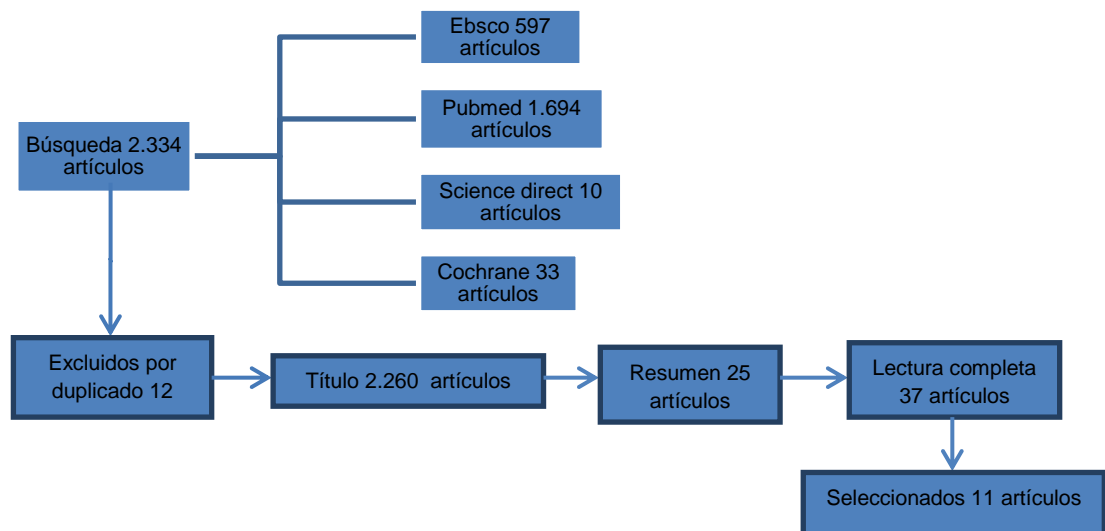 Ebsco 597
artículos
Pubmed 1.694
artículos
Búsqueda 2.334
artículos
Science direct 10
artículos
Cochrane 33
artículos
Excluidos por
duplicado 12
Título 2.260 artículos
Resumen 25
artículos
Lectura completa
37 artículos
Seleccionados 11 artículos